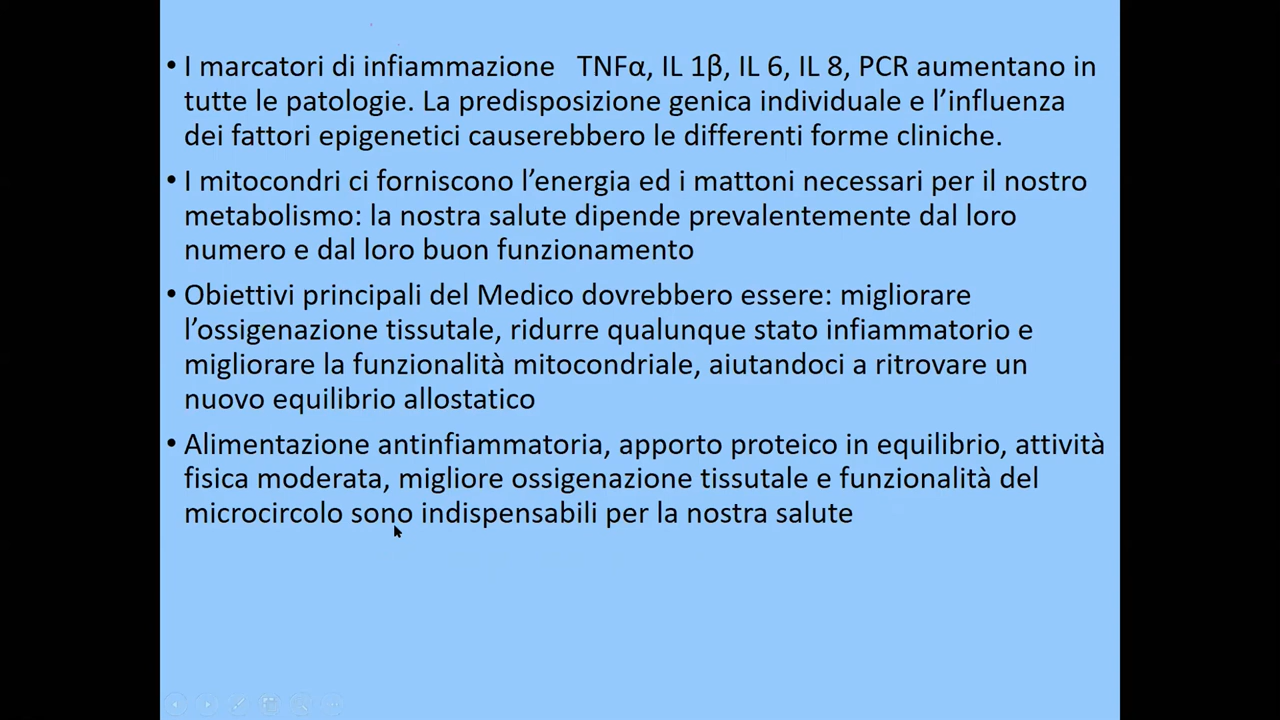 • I marcatori di infiammazione   TNFα, IL 1β, IL 6, IL 8, PCR aumentano in
tutte le patologie. La predisposizione genica individuale e l’influenza
dei fattori epigenetici causerebbero le differenti forme cliniche.
• I mitocondri ci forniscono l’energia ed i mattoni necessari per il nostro
metabolismo: la nostra salute dipende prevalentemente dal loro
numero e dal loro buon funzionamento
• Obiettivi principali del Medico dovrebbero essere: migliorare
l’ossigenazione tissutale, ridurre qualunque stato infiammatorio e
migliorare la funzionalità mitocondriale, aiutandoci a ritrovare un
nuovo equilibrio allostatico
• Alimentazione antinfiammatoria, apporto proteico in equilibrio, attività
fisica moderata, migliore ossigenazione tissutale e funzionalità del
microcircolo sono indispensabili per la nostra salute